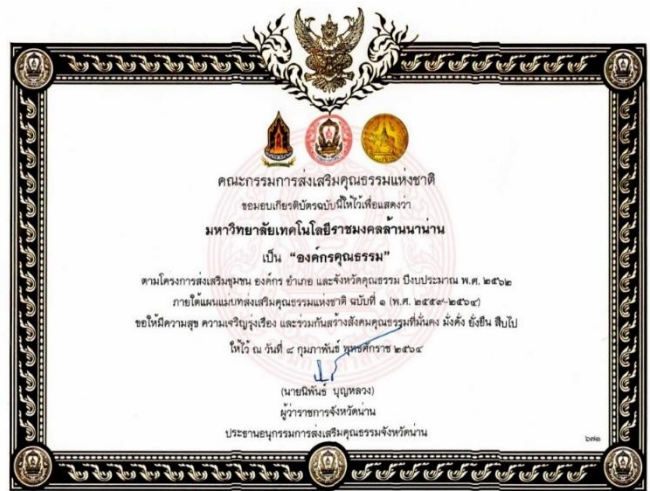 คณะกรรมการส่งเสริมคุณธรรมแห่งชาติ
ขอมอบเกียรติบัตรฉบับนี้ให้ไว้เพื่อแสดงว่า
มหาวิทยาลัยเทคโนโลยีราชมงคลล้านนาน่าน
เป็น “องค์กรคุณธรรม”
ตามโครงการส่งเสริมชุมชน องค์กร อำเภอ และจังหวัดคุณธรรม ปีงบประมาณ พ.ศ. ๒๕๖๒
ภายใต้แผนแม่บทส่งเสริมคุณธรรมแห่งชาติ ฉบับที่ ๑ (พ.ศ. ๒๕๕๙-๒๕๖๔)
ขอให้มีความสุข ความเจริญรุ่งเรือง และร่วมกันสร้างสังคมคุณธรรมที่มั่นคง มั่งคั่ง ยั่งยืน สืบไป
ให้ไว้ ณ วันที่ ๘ กุมภาพันธ์ พุทธศักราช ๒๕๖๔
(นายนิพันธ์ บุญหลวง)
ผู้ว่าราชการจังหวัดน่าน
ประธานอนุกรรมการส่งเสริมคุณธรรมจังหวัดน่าน